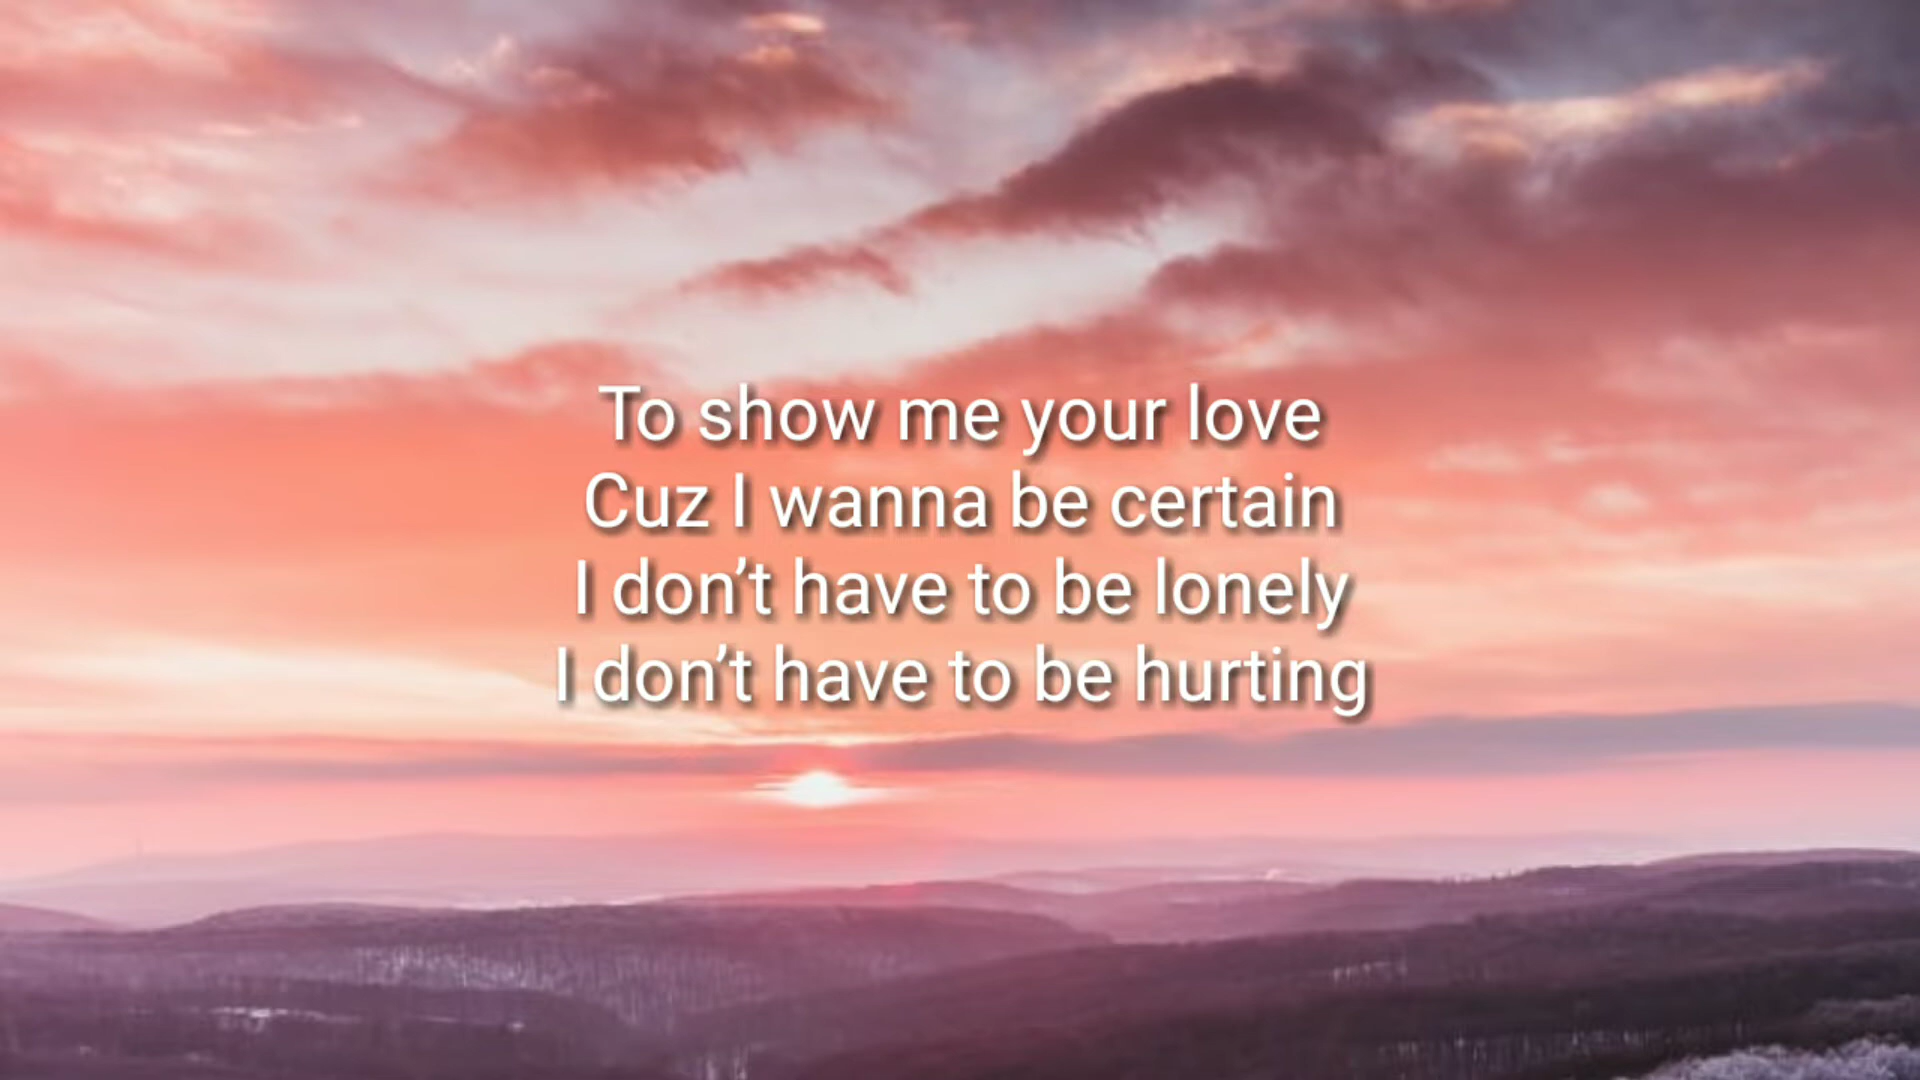 To show me your love
Cuz I wanna be certain
I don’t have to be lonely
I don’t have to be hurting